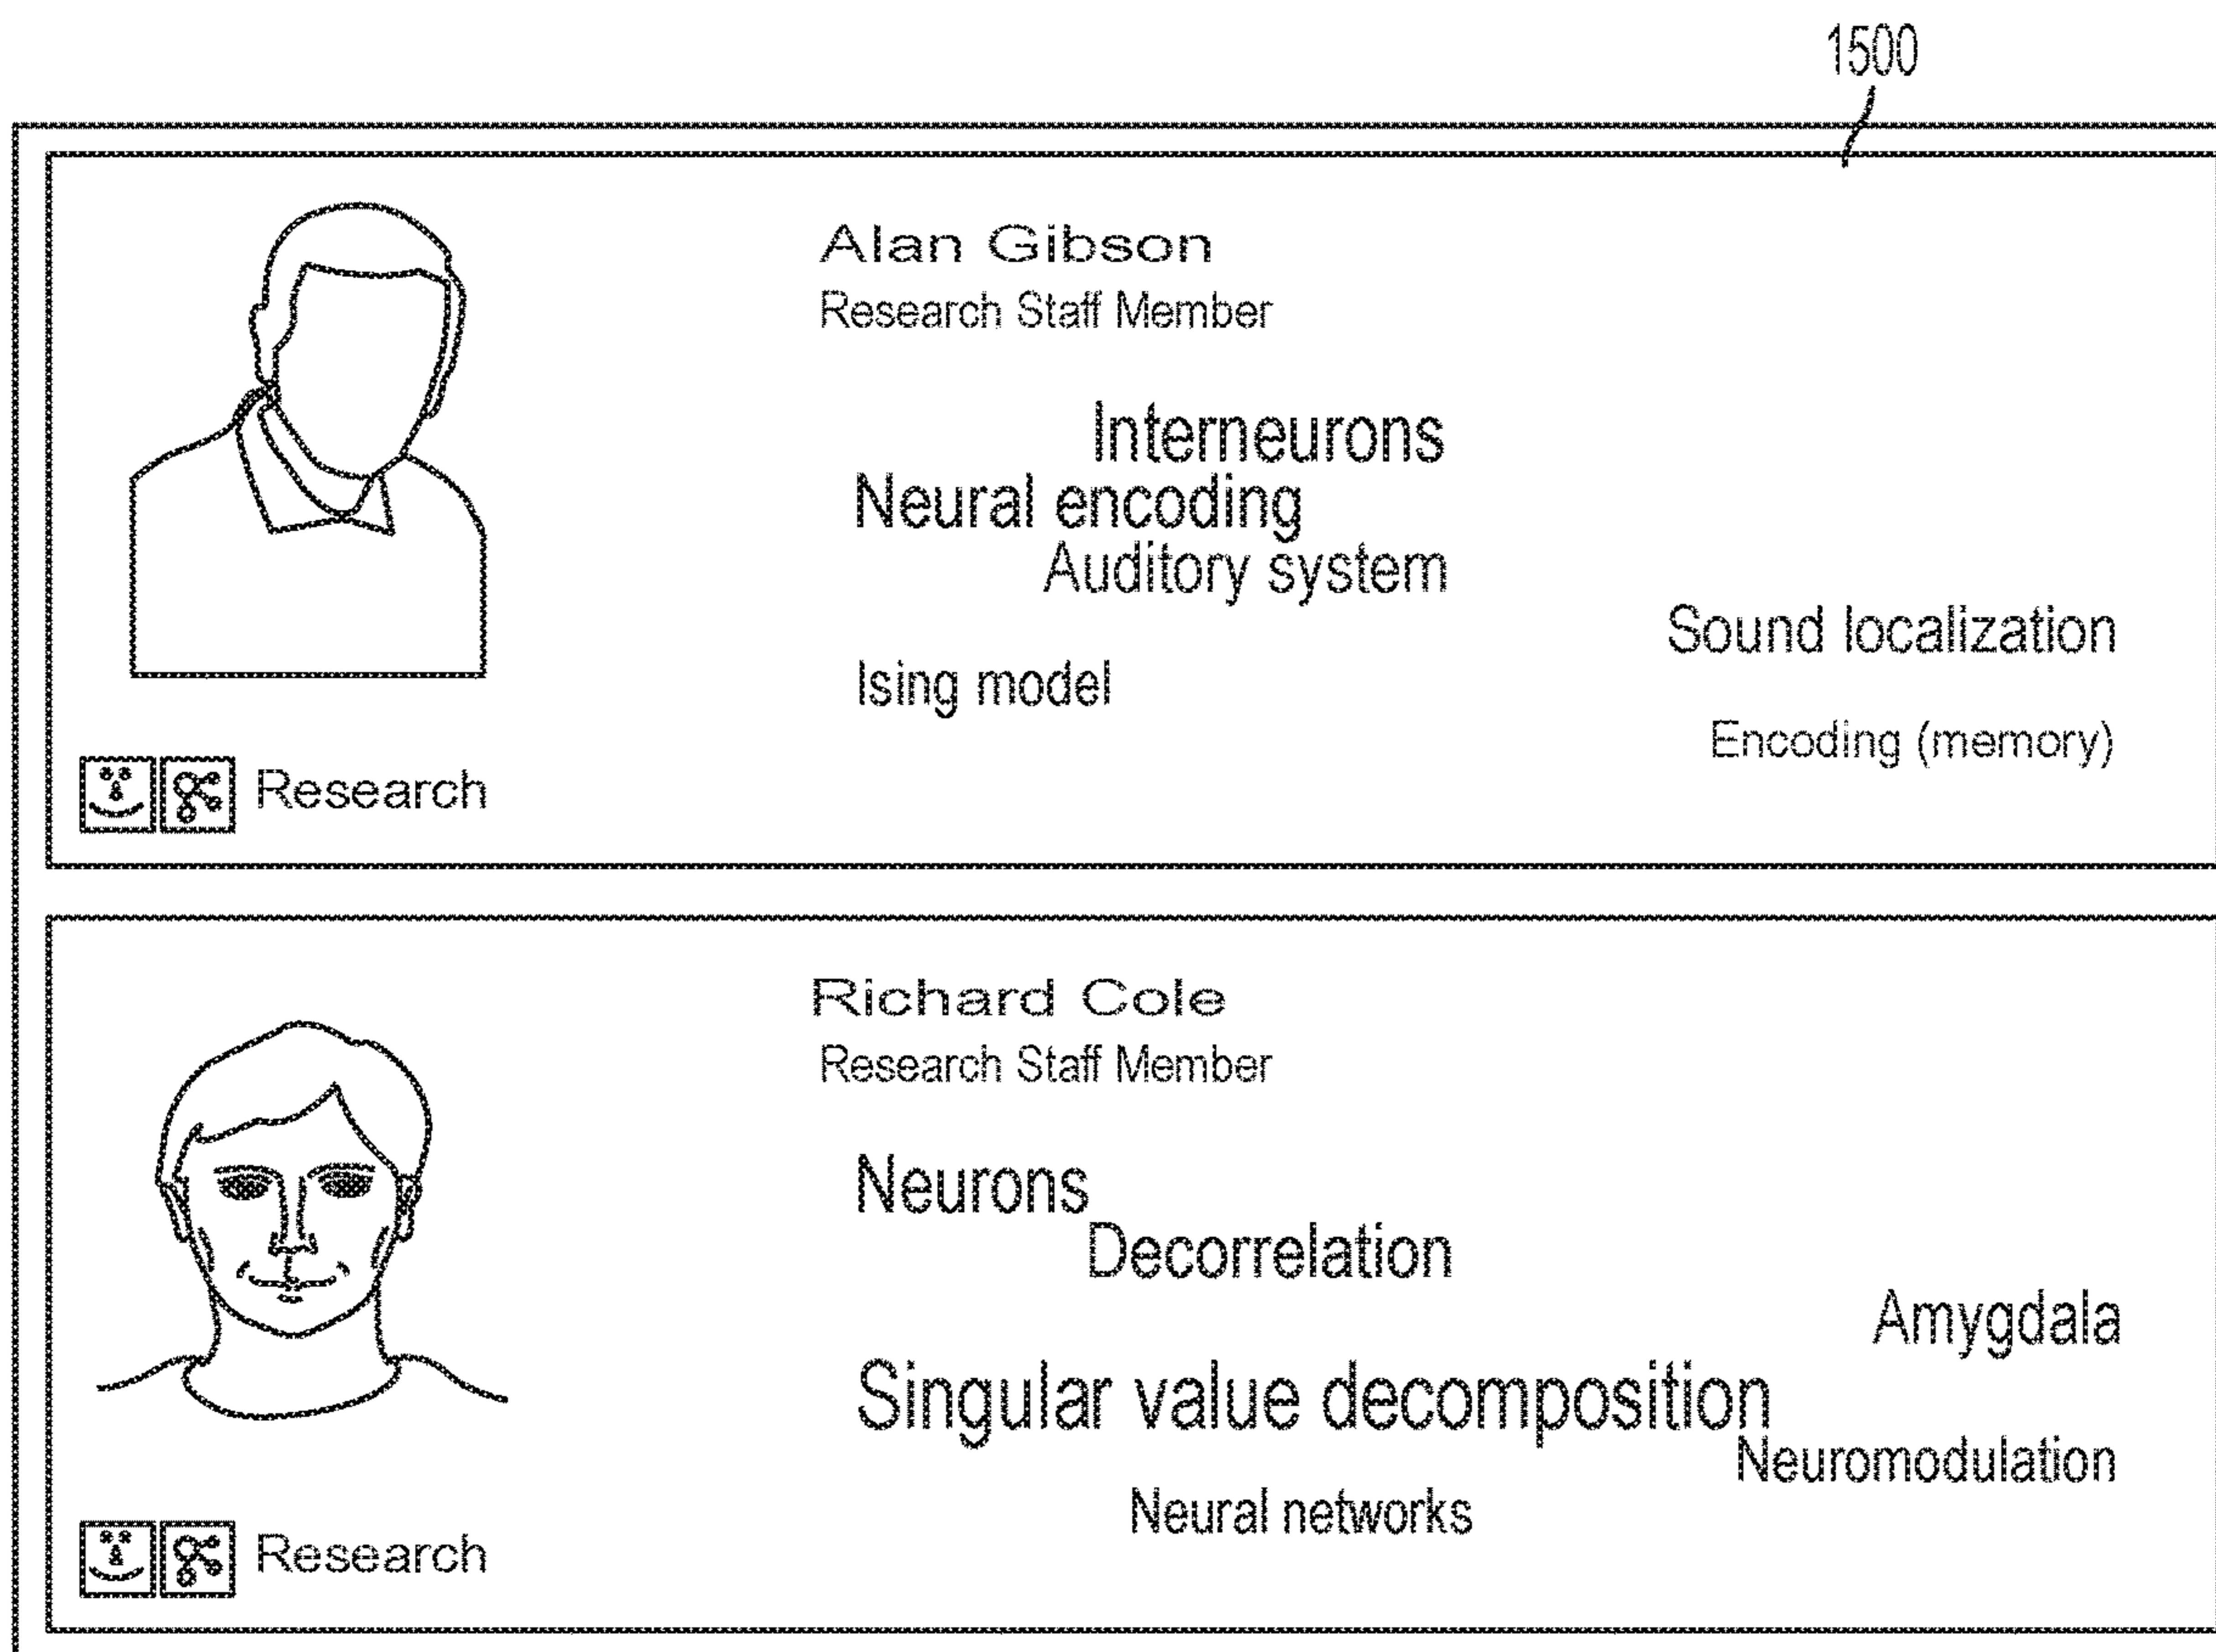 1500
Alan Gibson
Research Staff Member
Interneurons
Neural encoding
Auditory system
Sound localization
Ising model
Encoding (memory)
Research
Richard Cole
Research Staff Member
Neurons
Decorrelation
Amygdala
Singular value decomposition
Neuromodulation
Neural networks
Research